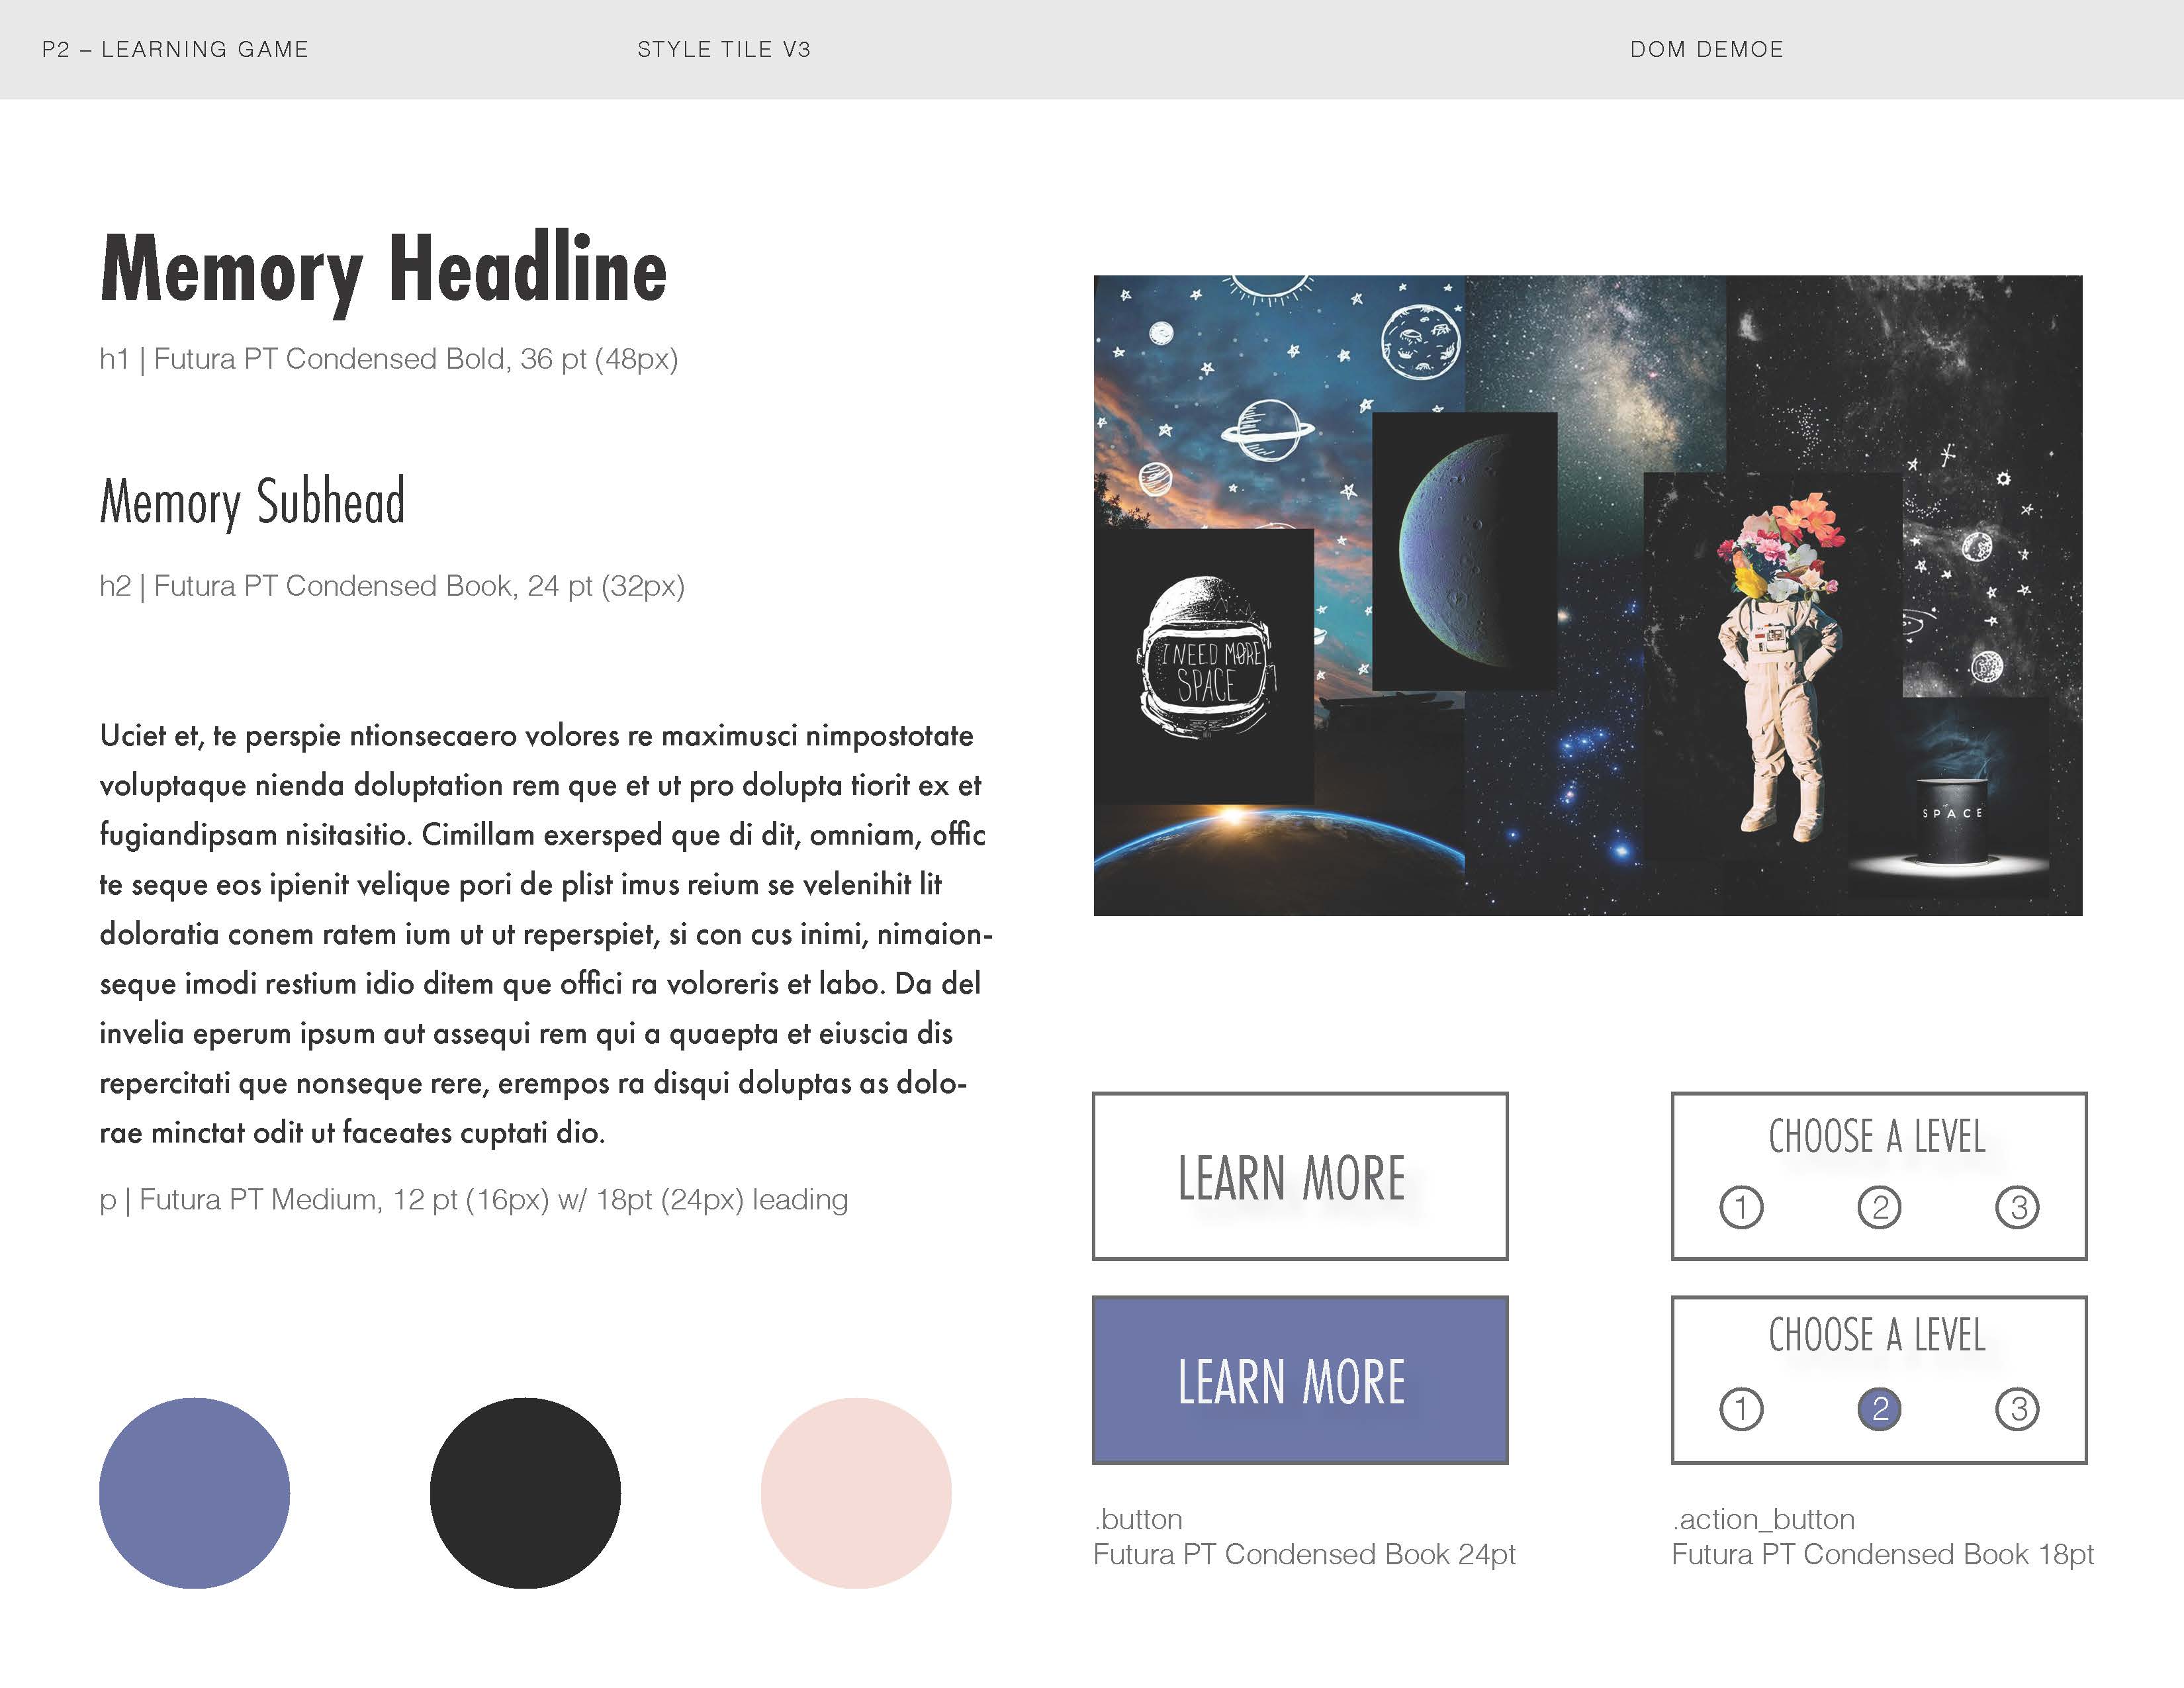 P2 – LEARNING GAME
STYLE TILE V3
DOM DEMOE
Memory Headline
h1 | Futura PT Condensed Bold, 36 pt (48px)
Memory Subhead
h2 | Futura PT Condensed Book, 24 pt (32px)
Uciet et, te perspie ntionsecaero volores re maximusci nimpostotate
voluptaque nienda doluptation rem que et ut pro dolupta tiorit ex et
fugiandipsam nisitasitio. Cimillam exersped que di dit, omniam, offic
te seque eos ipienit velique pori de plist imus reium se velenihit lit
doloratia conem ratem ium ut ut reperspiet, si con cus inimi, nimaion-
seque imodi restium idio ditem que offici ra voloreris et labo. Da del
invelia eperum ipsum aut assequi rem qui a quaepta et eiuscia dis
repercitati que nonseque rere, erempos ra disqui doluptas as dolo-
rae minctat odit ut faceates cuptati dio.
p | Futura PT Medium, 12 pt (16px) w/ 18pt (24px) leading
I NEED MORE
SPACE
SPACE
LEARN MORE
LEARN MORE
.button
Futura PT Condensed Book 24pt
CHOOSE A LEVEL
1 2 3
CHOOSE A LEVEL
1 2 3
.action_button
Futura PT Condensed Book 18pt